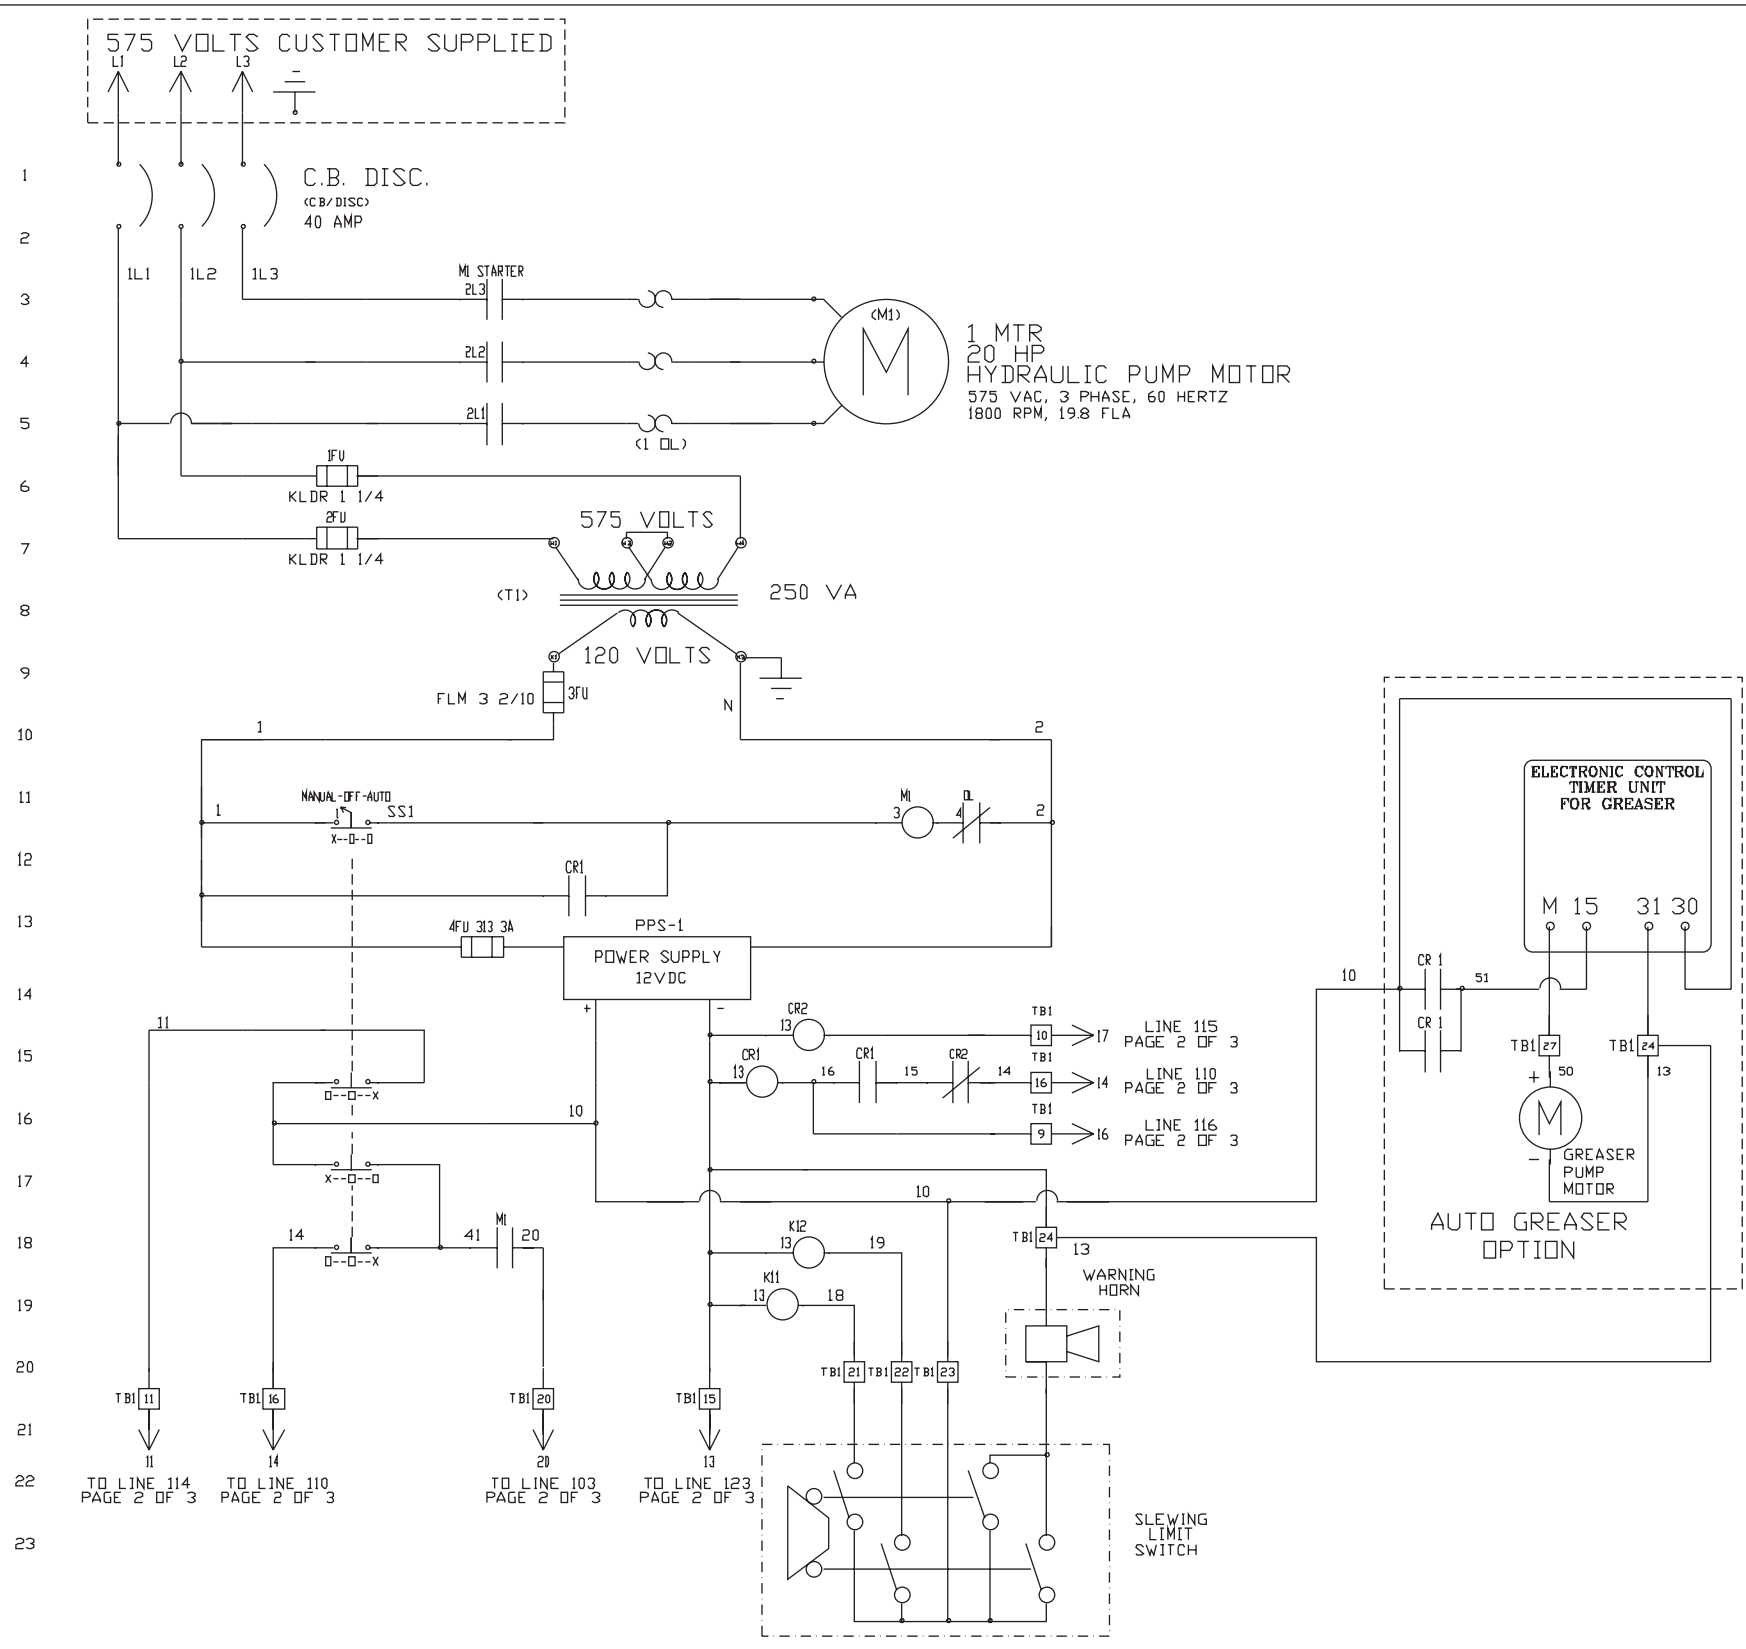 575 VOLTS CUSTOMER SUPPLIED
L1 L2 L3
1
C.B. DISC.
(CB/DISC)
40 AMP
2
1L1 1L2 1L3
M1 STARTER
3
2L3
(M1)
1 MTR
20 HP
HYDRAULIC PUMP MOTOR
575 VAC, 3 PHASE, 60 HERTZ
1800 RPM, 19.8 FLA
4
2L2
M
5
2L1
(1 OL)
1FU
6
KLDR 1 1/4
2FU
575 VOLTS
7
KLDR 1 1/4
(T1)
250 VA
8
120 VOLTS
9
FLM 3 2/10
3FU
N
10
1
2
ELECTRONIC CONTROL
TIMER UNIT
FOR GREASER
11
MANUAL-OFF-AUTO
1
1
SS1
X--O--O
M1
3
OL
4
2
12
CR1
13
4FU 313 3A
PPS-1
POWER SUPPLY
12VDC
M 15 31 30
14
+
-
10
CR 1
51
CR 1
11
CR2
13
TB1
10
17
LINE 115
PAGE 2 OF 3
15
CR1
13
16
CR1
15
CR2
14
TB1
16
14
LINE 110
PAGE 2 OF 3
TB1 27
TB1 24
O--O--X
+
50
13
16
10
TB1
9
16
LINE 116
PAGE 2 OF 3
M
17
X--O--O
10
-
GREASER
PUMP
MOTOR
AUTO GREASER
OPTION
18
14
O--O--X
41
M1
20
K12
13
19
TB1 24
13
WARNING
HORN
19
K11
13
18
20
TB1 21 TB1 22 TB1 23
TB1 11
TB1 16
TB1 20
TB1 15
21
11
14
20
13
22
TO LINE 114
PAGE 2 OF 3
TO LINE 110
PAGE 2 OF 3
TO LINE 103
PAGE 2 OF 3
TO LINE 123
PAGE 2 OF 3
23
SLEWING
LIMIT
SWITCH